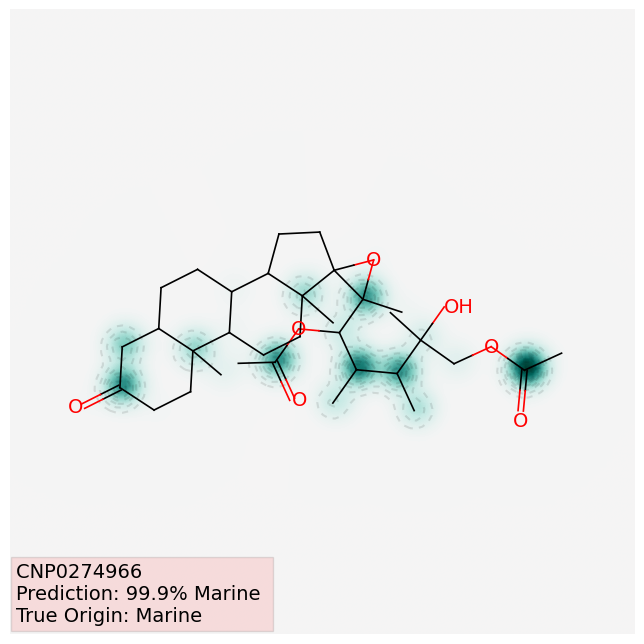 O
OH
O
O
O
O
O
CNP0274966
Prediction: 99.9% Marine
True Origin: Marine